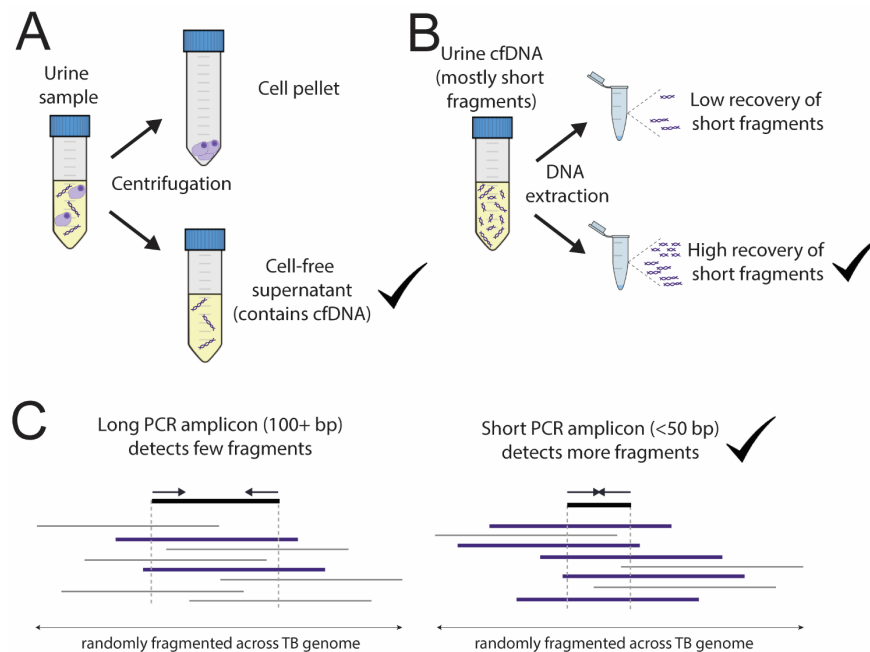 A
Urine
sample
Centrifugation
Cell pellet
Cell-free
supernatant
(contains cfDNA)
B
Urine cfDNA
(mostly short
fragments)
DNA
extraction
Low recovery of
short fragments
High recovery of
short fragments
C
Long PCR amplicon (100+ bp)
detects few fragments
randomly fragmented across TB genome
Short PCR amplicon (<50 bp)
detects more fragments
randomly fragmented across TB genome